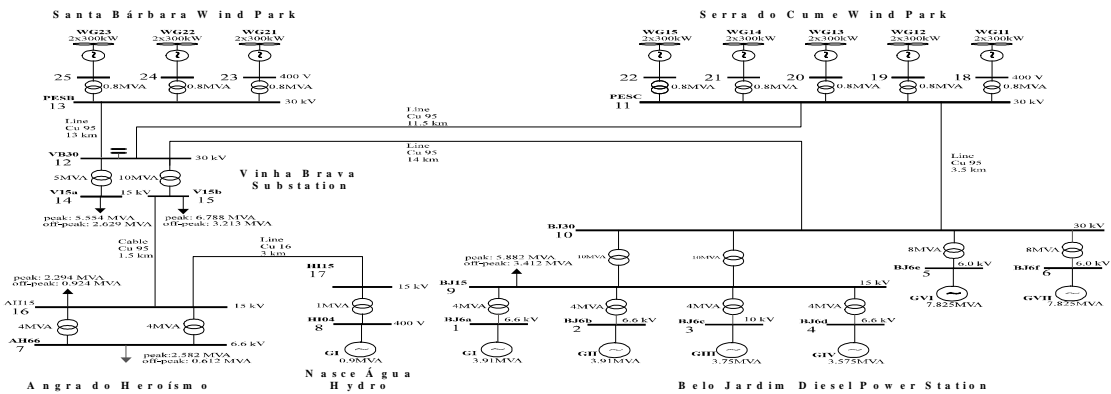 Santa Bárbara Wind Park
Serra do Cume Wind Park
WG23 WG22 WG21
2x300kW 2x300kW 2x300kW
WG15 WG14 WG13 WG12 WG11
2x300kW 2x300kW 2x300kW 2x300kW 2x300kW
25 24 23 400 V
0.8MVA 0.8MVA 0.8MVA
22 21 20 19 18 400 V
0.8MVA 0.8MVA 0.8MVA 0.8MVA 0.8MVA
PESB
13
30 kV
PESC
11
30 kV
Line
Cu 95
13 km
Line
Cu 95
11.5 km
Line
Cu 95
14 km
Line
Cu 95
3.5 km
VB30
12
30 kV
5MVA 10MVA
Vinha Brava
Substation
V15a
14
15 kV
V15b
15
peak: 5.554 MVA
off-peak: 2.629 MVA
peak: 6.788 MVA
off-peak: 3.213 MVA
Cable
Cu 95
1.5 km
Line
Cu 16
3 km
BJ30
10
30 kV
10MVA 10MVA
8MVA 8MVA
BJ6e
5
6.0 kV
BJ6f
6
6.0 kV
GVI
7.825MVA
GVII
7.825MVA
peak: 5.882 MVA
off-peak: 3.412 MVA
HI15
17
15 kV
BJ15
9
15 kV
peak: 2.294 MVA
off-peak: 0.924 MVA
AH15
16
15 kV
4MVA 4MVA
1MVA
HI04
8
400 V
4MVA 4MVA 4MVA 4MVA
BJ6a
1
6.6 kV
BJ6b
2
6.6 kV
BJ6c
3
10 kV
BJ6d
4
6.6 kV
AH66
7
6.6 kV
peak:2.582 MVA
off-peak: 0.612 MVA
GI
0.9MVA
GI
3.91MVA
GII
3.91MVA
GIII
3.75MVA
GIV
3.575MVA
Angra do Heroísmo
Nasce Água
Hydro
Belo Jardim Diesel Power Station